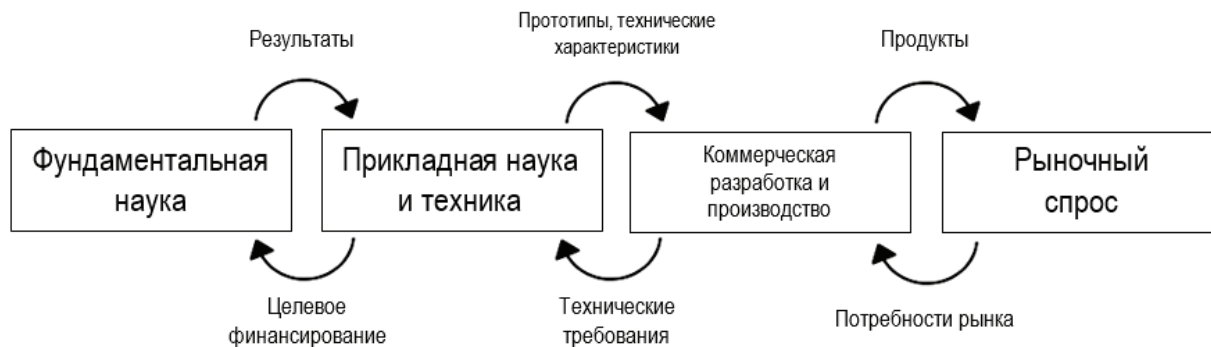 Результаты
Прототипы, технические
характеристики
Продукты
Фундаментальная
наука
Прикладная наука
и техника
Коммерческая
разработка и
производство
Рыночный
спрос
Целевое
финансирование
Технические
требования
Потребности рынка